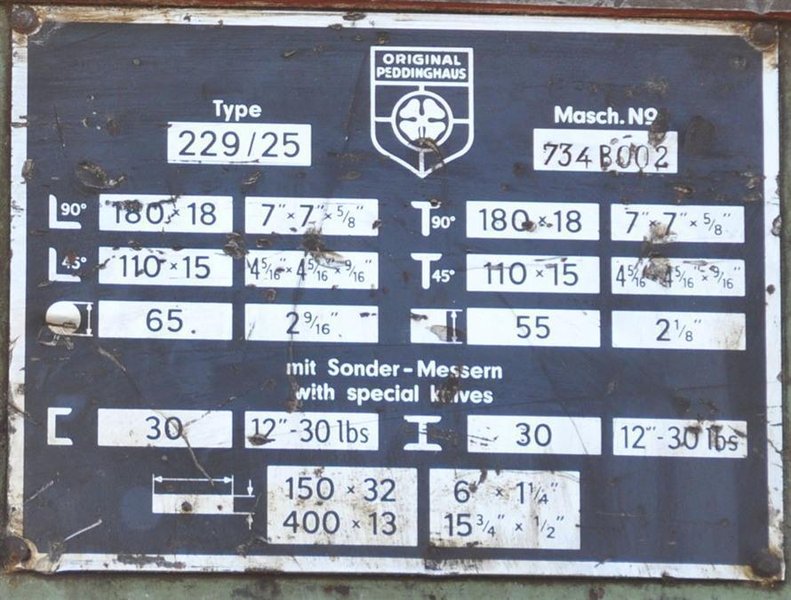 ORIGINAL
PEDDINGHAUS
Type
229/25
Masch. Nº
734B002
90° 180 × 18 7" × 7" × 5/8" 90° 180 × 18 7" × 7" × 5/8"
45° 110 × 15 4 5/16" × 4 5/16" × 9/16" 45° 110 × 15 4 5/16" × 4 5/16" × 9/16"
65. 2 9/16" 55 2 1/8"
mit Sonder-Messern
with special knives
30 12"-30 lbs 30 12"-30 lbs
150 × 32 6" × 1 1/4"
400 × 13 15 3/4" × 1/2"